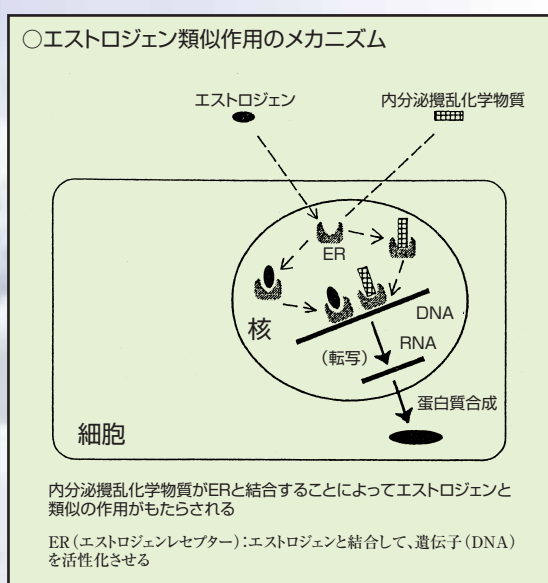 ○エストロジェン類似作用のメカニズム
エストロジェン
内分泌攪乱化学物質
ER
DNA
核
RNA
（転写）
蛋白質合成
細胞
内分泌攪乱化学物質がERと結合することによってエストロジェンと
類似の作用がもたらされる
ER（エストロジェンレセプター）：エストロジェンと結合して、遺伝子（DNA）
を活性化させる